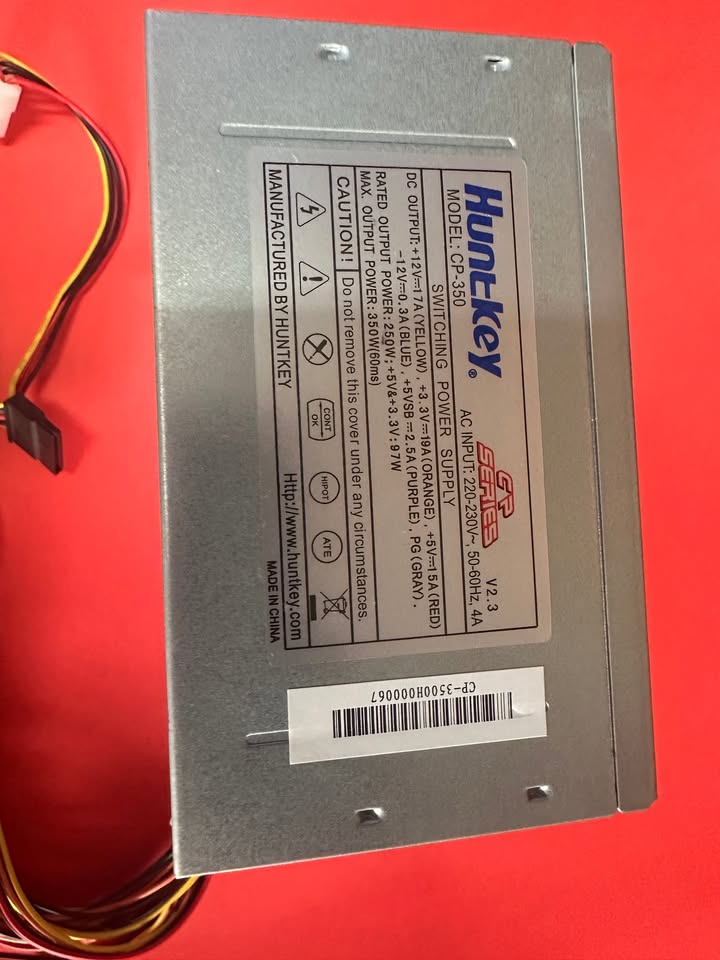 Huntkey®
CP SERIES V2.3
MODEL: CP-350
AC INPUT: 220-230V~, 50-60Hz, 4A
SWITCHING POWER SUPPLY
DC OUTPUT:+12V⎓17A(YELLOW), +3.3V⎓19A(ORANGE), +5V⎓15A(RED)
-12V⎓0.3A(BLUE), +5VSB⎓2.5A(PURPLE), PG(GRAY).
RATED OUTPUT POWER:250W; +5V&+3.3V:97W
MAX. OUTPUT POWER:350W(60ms)
CAUTION! Do not remove this cover under any circumstances.
CONT OK
HIPOT
ATE
MANUFACTURED BY HUNTKEY
Http://www.huntkey.com
MADE IN CHINA
CP-3500H000067